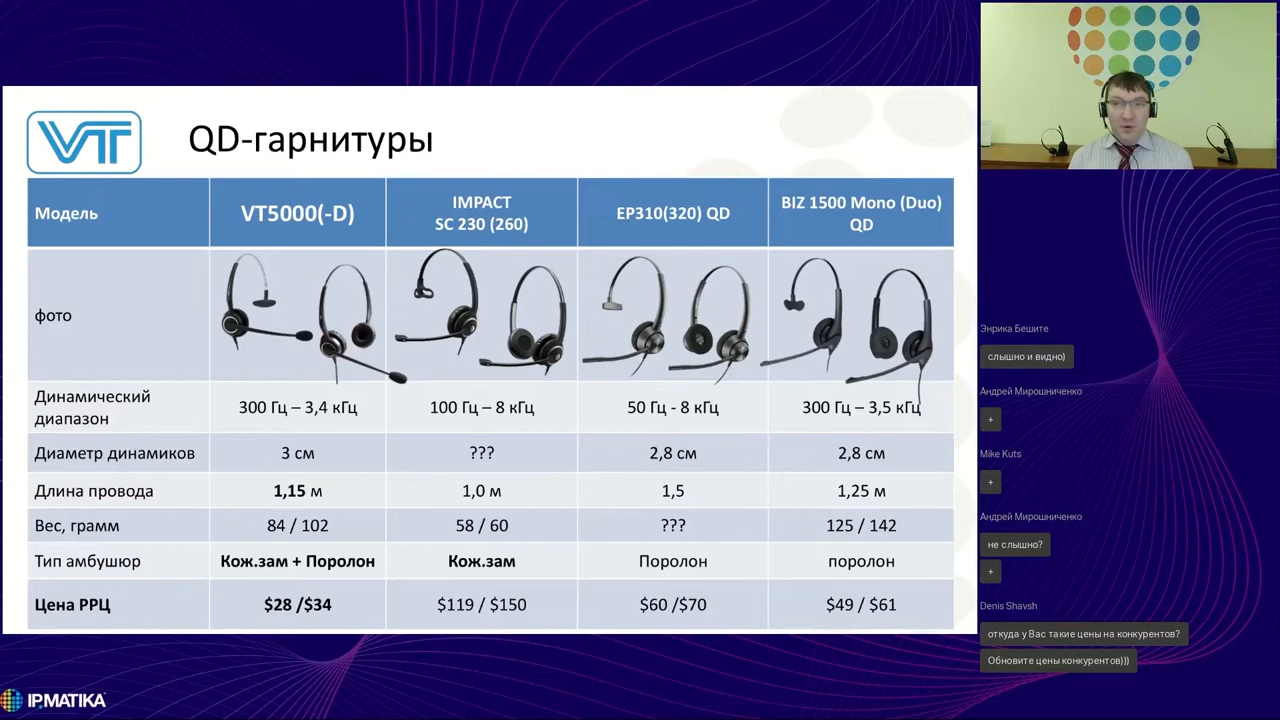 VT
QD-гарнитуры
Модель
VT5000(-D)
IMPACT
SC 230 (260)
EP310(320) QD
BIZ 1500 Mono (Duo)
QD
фото
Динамический
диапазон
300 Гц – 3,4 кГц
100 Гц – 8 кГц
50 Гц - 8 кГц
300 Гц – 3,5 кГц
Диаметр динамиков
3 см
???
2,8 см
2,8 см
Длина провода
1,15 м
1,0 м
1,5
1,25 м
Вес, грамм
84 / 102
58 / 60
???
125 / 142
Тип амбушюр
Кож.зам + Поролон
Кож.зам
Поролон
поролон
Цена РРЦ
$28 /$34
$119 / $150
$60 /$70
$49 / $61
IPMATIKA
Энрика Бешите
слышно и видно)
Андрей Мирошниченко
+
Mike Kuts
+
Андрей Мирошниченко
не слышно?
+
Denis Shavsh
откуда у Вас такие цены на конкурентов?
Обновите цены конкурентов)))